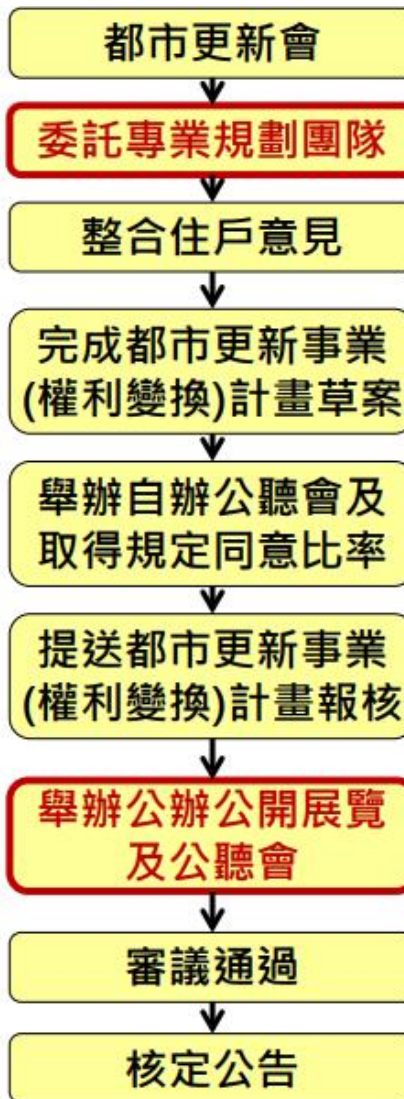 都市更新會
委託專業規劃團隊
整合住戶意見
完成都市更新事業
(權利變換)計畫草案
舉辦自辦公聽會及
取得規定同意比率
提送都市更新事業
(權利變換)計畫報核
舉辦公辦公開展覽
及公聽會
審議通過
核定公告